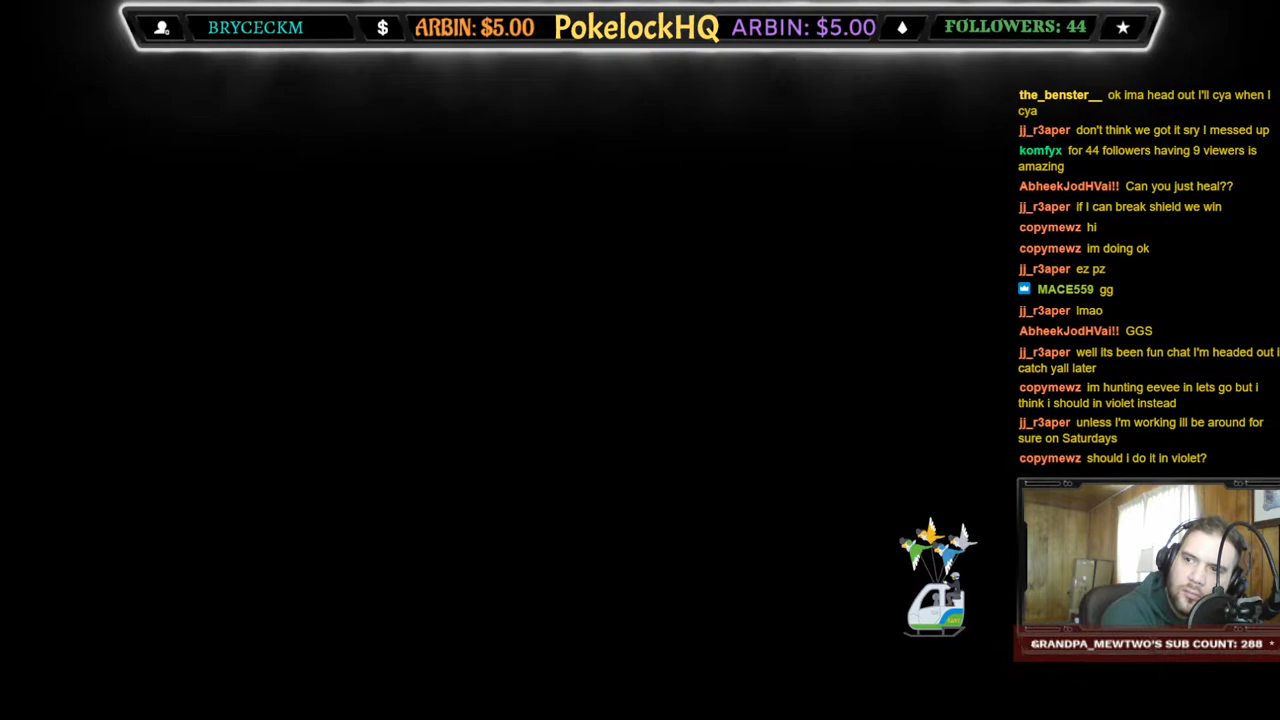 BRYCECKM $ ARBIN: $5.00 PokelockHQ ARBIN: $5.00 FOLLOWERS: 44
the_benster__ ok ima head out I'll cya when I
cya
jj_r3aper don't think we got it sry I messed up
komfyx for 44 followers having 9 viewers is
amazing
AbheekJodHVai!! Can you just heal??
jj_r3aper if I can break shield we win
copymewz hi
copymewz im doing ok
jj_r3aper ez pz
MACE559 gg
jj_r3aper lmao
AbheekJodHVai!! GGS
jj_r3aper well its been fun chat I'm headed out i
catch yall later
copymewz im hunting eevee in lets go but i
think i should in violet instead
jj_r3aper unless I'm working ill be around for
sure on Saturdays
copymewz should i do it in violet?
GRANDPA_MEWTWO'S SUB COUNT: 288 *